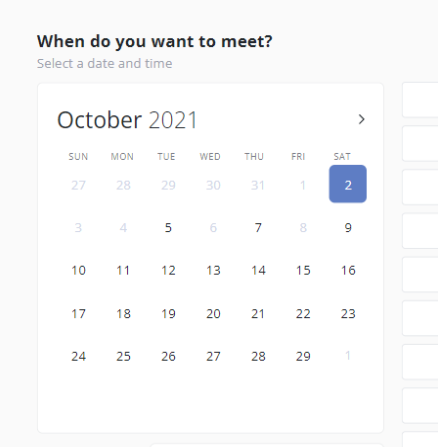 When do you want to meet?
Select a date and time
October 2021 >
SUN MON TUE WED THU FRI SAT
27 28 29 30 31 1 2
3 4 5 6 7 8 9
10 11 12 13 14 15 16
17 18 19 20 21 22 23
24 25 26 27 28 29 1